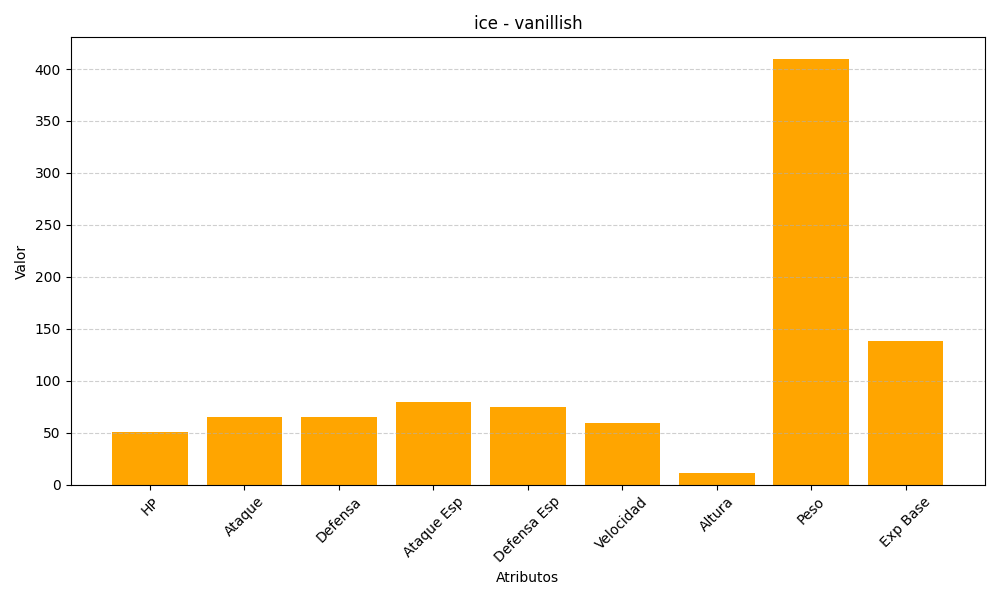 ice - vanillish
Valor
400
350
300
250
200
150
100
50
0
HP
Ataque
Defensa
Ataque Esp
Defensa Esp
Velocidad
Altura
Peso
Exp Base
Atributos